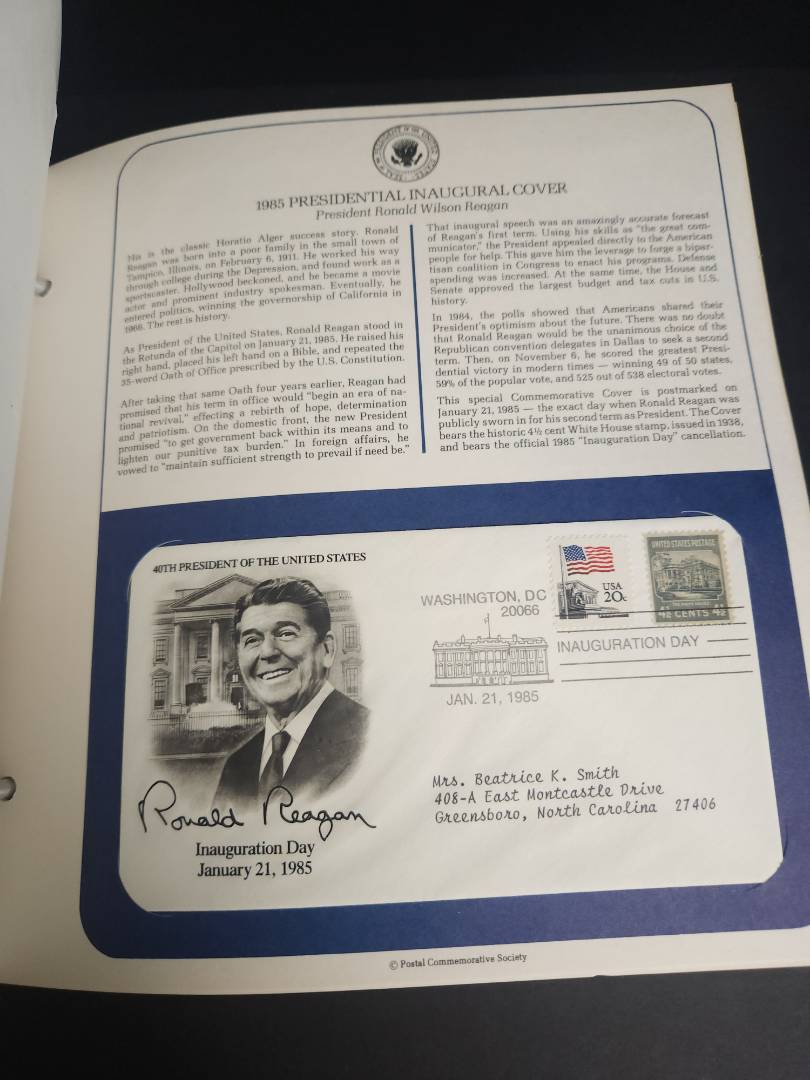 SEAL OF THE PRESIDENT OF THE UNITED STATES
1985 PRESIDENTIAL INAUGURAL COVER
President Ronald Wilson Reagan
His is the classic Horatio Alger success story. Ronald
Reagan was born into a poor family in the small town of
Tampico, Illinois, on February 6, 1911. He worked his way
through college during the Depression, and found work as a
sportscaster. Hollywood beckoned, and he became a movie
actor and prominent industry spokesman. Eventually, he
entered politics, winning the governorship of California in
1966. The rest is history.
As President of the United States, Ronald Reagan stood in
the Rotunda of the Capitol on January 21, 1985. He raised his
right hand, placed his left hand on a Bible, and repeated the
35-word Oath of Office prescribed by the U.S. Constitution.
After taking that same Oath four years earlier, Reagan had
promised that his term in office would "begin an era of na-
tional revival," effecting a rebirth of hope, determination
and patriotism. On the domestic front, the new President
promised "to get government back within its means and to
lighten our punitive tax burden." In foreign affairs, he
vowed to "maintain sufficient strength to prevail if need be."
That inaugural speech was an amazingly accurate forecast
of Reagan's first term. Using his skills as "the great com-
municator," the President appealed directly to the American
people for help. This gave him the leverage to forge a bipar-
tisan coalition in Congress to enact his programs. Defense
spending was increased. At the same time, the House and
Senate approved the largest budget and tax cuts in U.S.
history.
In 1984, the polls showed that Americans shared their
President's optimism about the future. There was no doubt
that Ronald Reagan would be the unanimous choice of the
Republican convention delegates in Dallas to seek a second
term. Then, on November 6, he scored the greatest Presi-
dential victory in modern times — winning 49 of 50 states,
59% of the popular vote, and 525 out of 538 electoral votes.
This special Commemorative Cover is postmarked on
January 21, 1985 — the exact day when Ronald Reagan was
publicly sworn in for his second term as President. The Cover
bears the historic 4½ cent White House stamp, issued in 1938,
and bears the official 1985 "Inauguration Day" cancellation.
40TH PRESIDENT OF THE UNITED STATES
Ronald Reagan
Inauguration Day
January 21, 1985
WASHINGTON, DC
20066
JAN. 21, 1985
USA
20c
UNITED STATES POSTAGE
THE WHITE HOUSE
4½ CENTS 4½
INAUGURATION DAY
Mrs. Beatrice K. Smith
408-A East Montcastle Drive
Greensboro, North Carolina 27406
© Postal Commemorative Society